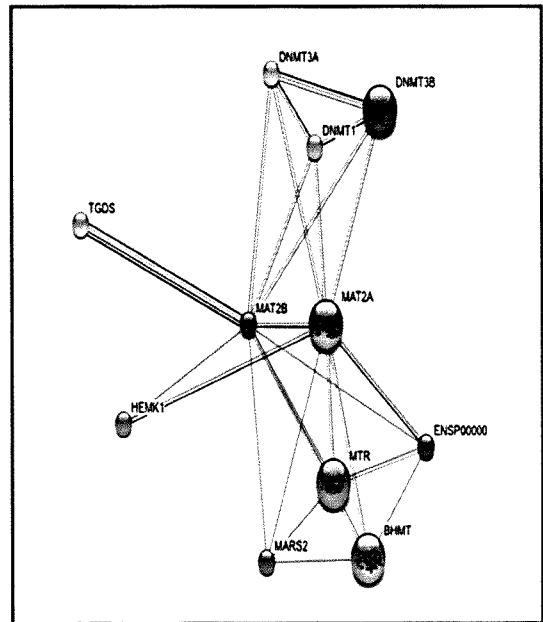 DNMT3A
DNMT3B
DNMT1
TGDS
MAT2B
MAT2A
HEMK1
ENSP00000
MTR
BHMT
MARS2